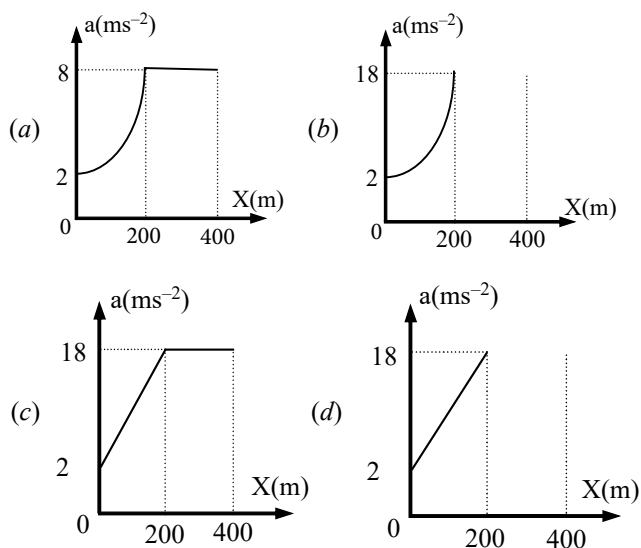 a(ms–2) a(ms–2)
8 18
(a) (b)
2 2
X(m) X(m)
0 200 400 0 200 400
a(ms–2) a(ms–2)
18 18
(c) (d)
2 2
X(m) X(m)
0 200 400 0 200 400